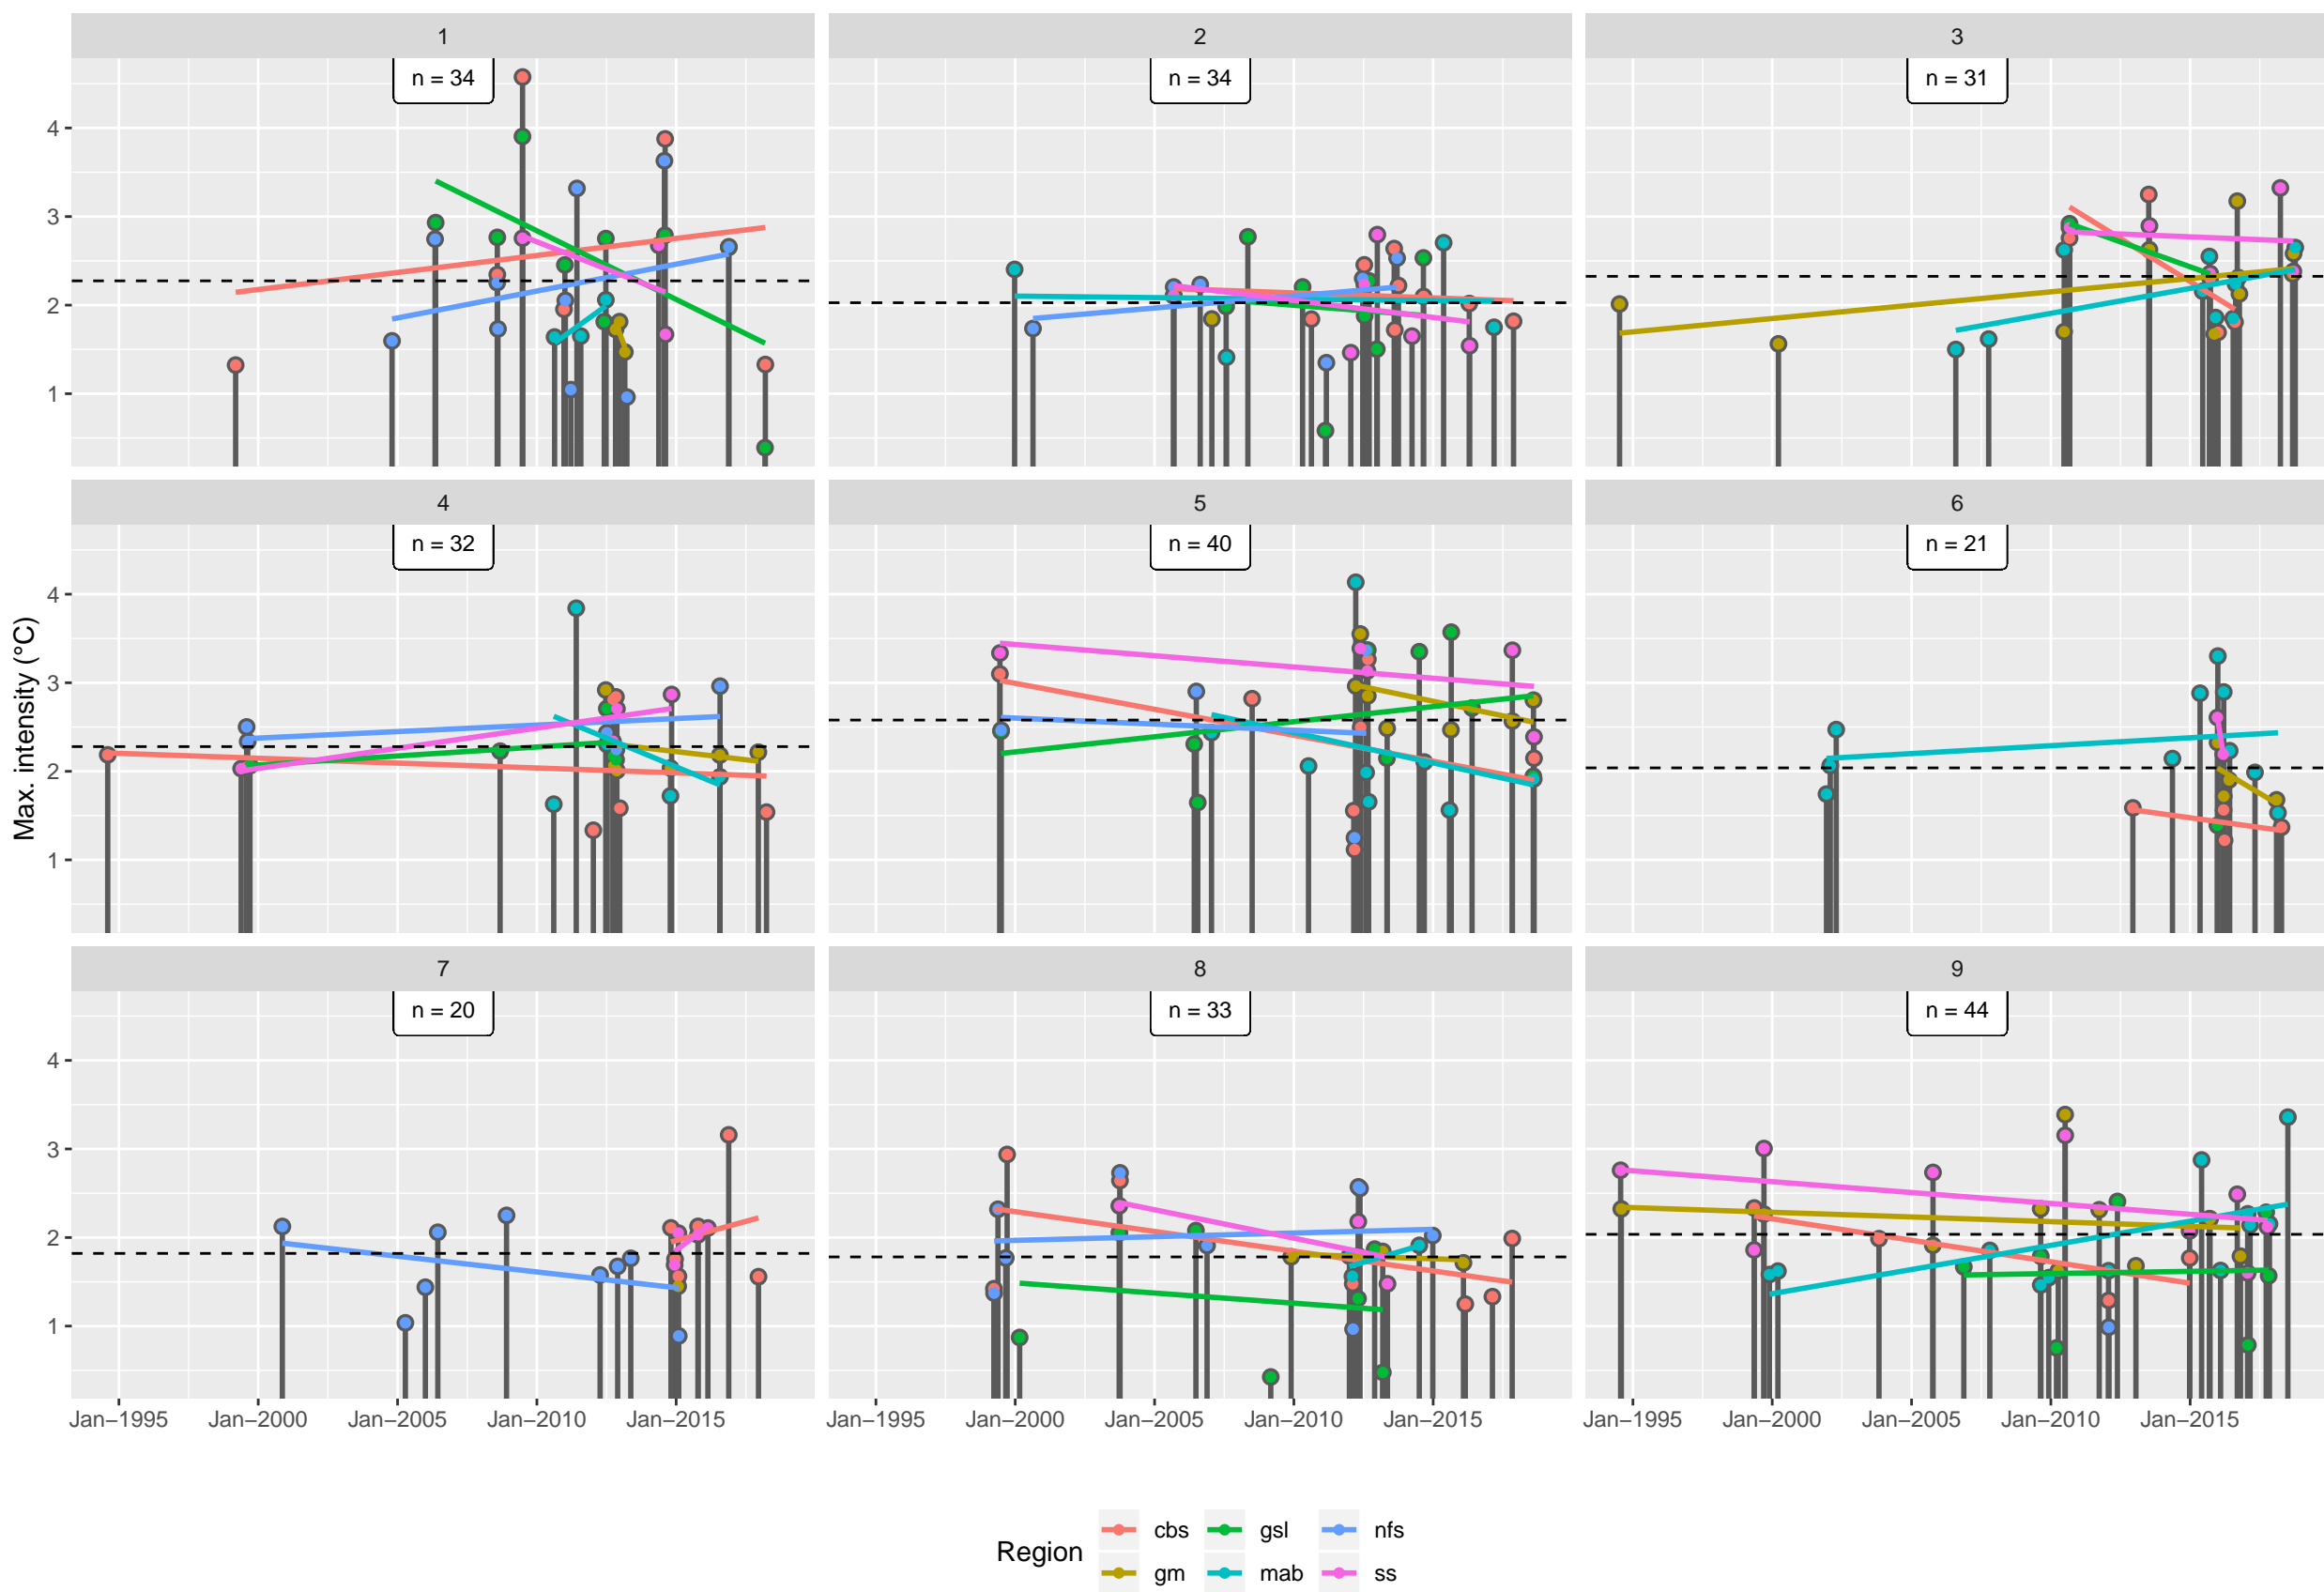 1 2 3
n = 34 n = 34 n = 31
4
3
2
1
4 5 6
n = 32 n = 40 n = 21
4
3
2
1
Max. intensity (°C)
7 8 9
n = 20 n = 33 n = 44
4
3
2
1
Jan−1995 Jan−2000 Jan−2005 Jan−2010 Jan−2015 Jan−1995 Jan−2000 Jan−2005 Jan−2010 Jan−2015 Jan−1995 Jan−2000 Jan−2005 Jan−2010 Jan−2015
Region
cbs gsl nfs
gm mab ss